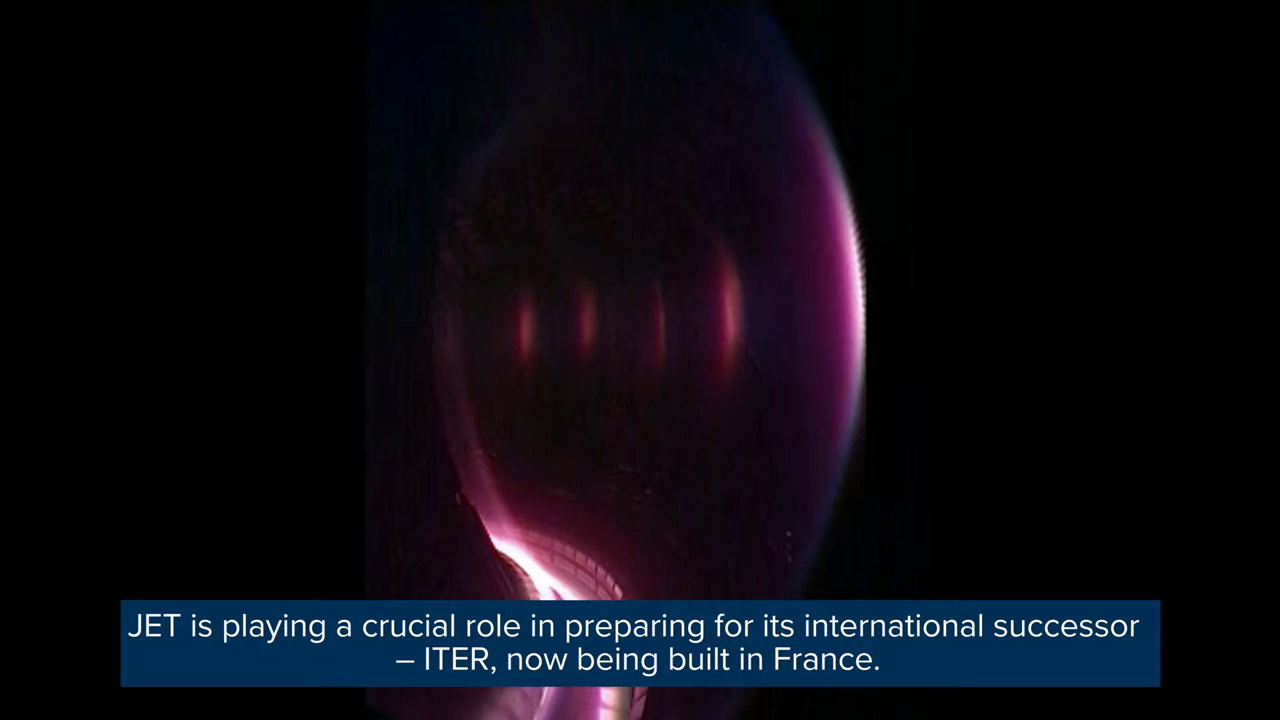 JET is playing a crucial role in preparing for its international successor
– ITER, now being built in France.